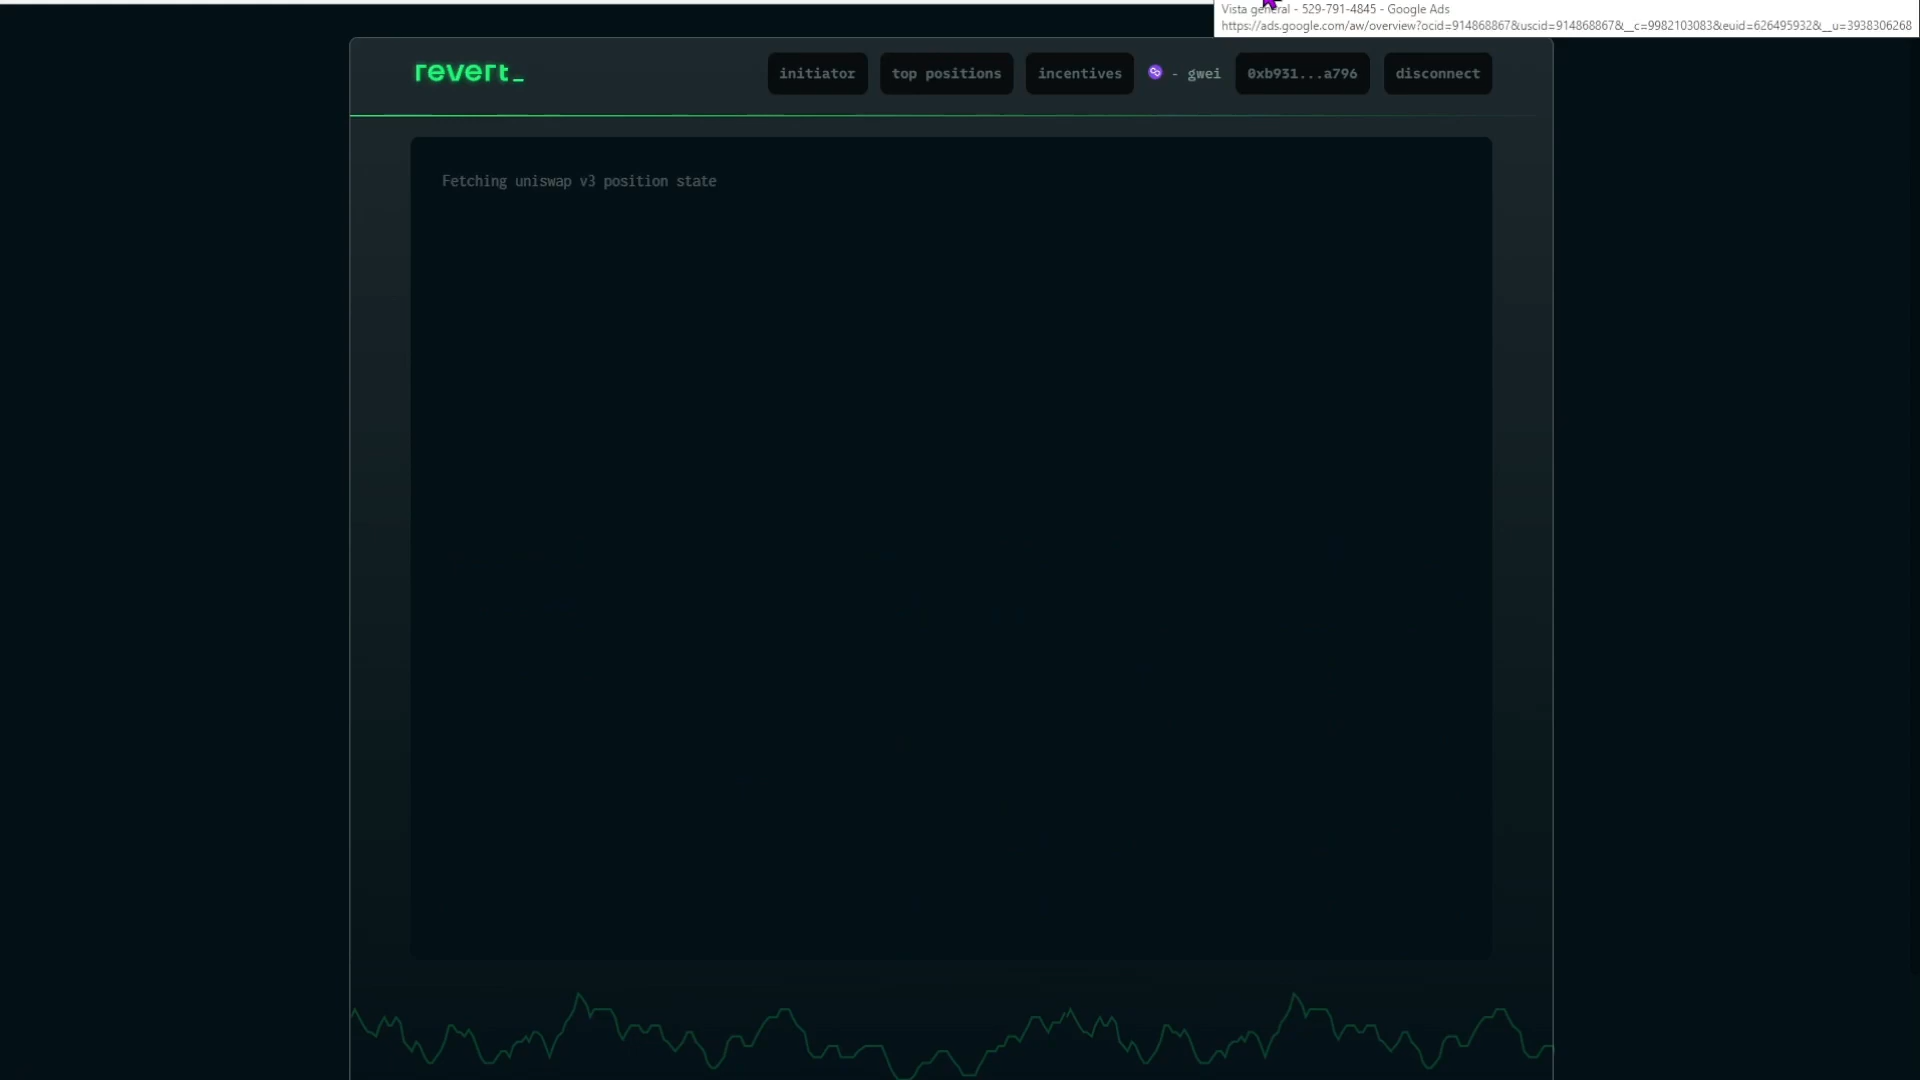 Vista general - 529-791-4845 - Google Ads
https://ads.google.com/aw/overview?ocid=914868867&uscid=914868867&__c=9982103083&euid=626495932&__u=3938306268
revert_
initiator
top positions
incentives
- gwei
0xb931...a796
disconnect
Fetching uniswap v3 position state